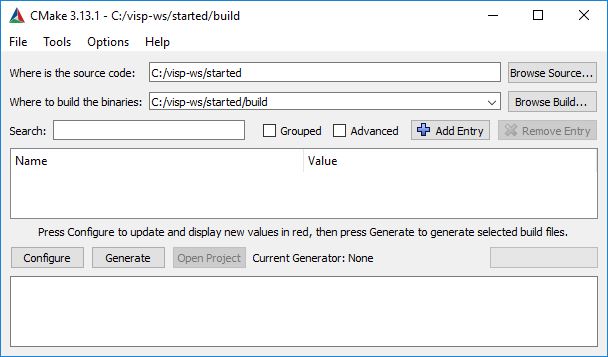 CMake 3.13.1 - C:/visp-ws/started/build
File Tools Options Help
Where is the source code: C:/visp-ws/started Browse Source...
Where to build the binaries: C:/visp-ws/started/build Browse Build...
Search: Grouped Advanced Add Entry Remove Entry
Name Value
Press Configure to update and display new values in red, then press Generate to generate selected build files.
Configure Generate Open Project Current Generator: None